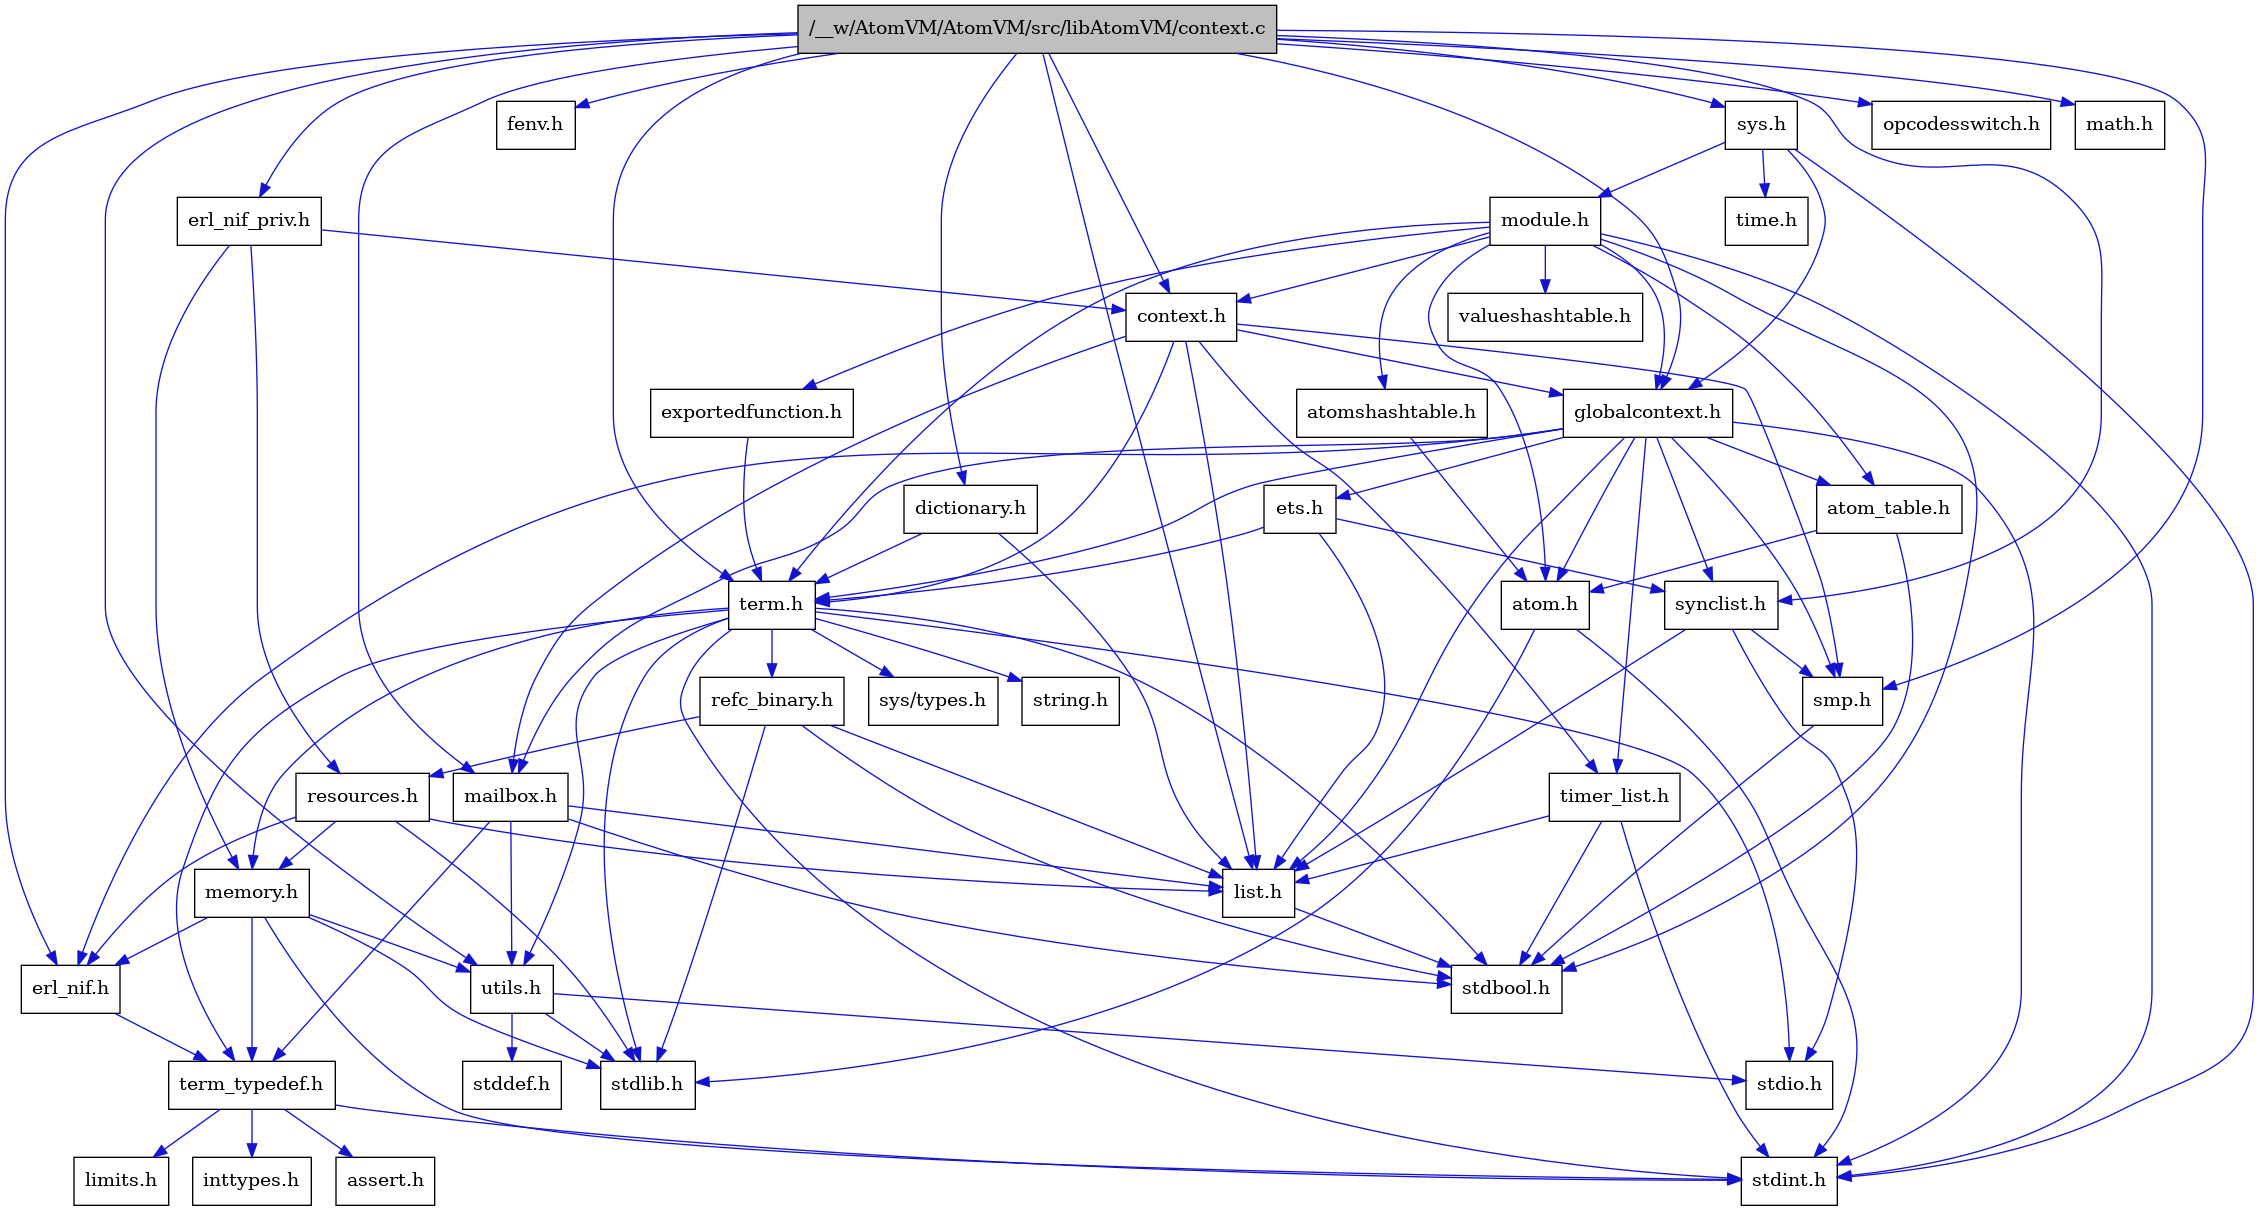 /__w/AtomVM/AtomVM/src/libAtomVM/context.c
fenv.h
sys.h
opcodesswitch.h
math.h
erl_nif_priv.h
module.h
time.h
context.h
valueshashtable.h
exportedfunction.h
atomshashtable.h
globalcontext.h
dictionary.h
ets.h
atom_table.h
term.h
atom.h
synclist.h
refc_binary.h
sys/types.h
string.h
smp.h
resources.h
mailbox.h
timer_list.h
memory.h
list.h
erl_nif.h
utils.h
stdbool.h
term_typedef.h
stddef.h
stdlib.h
stdio.h
limits.h
inttypes.h
assert.h
stdint.h